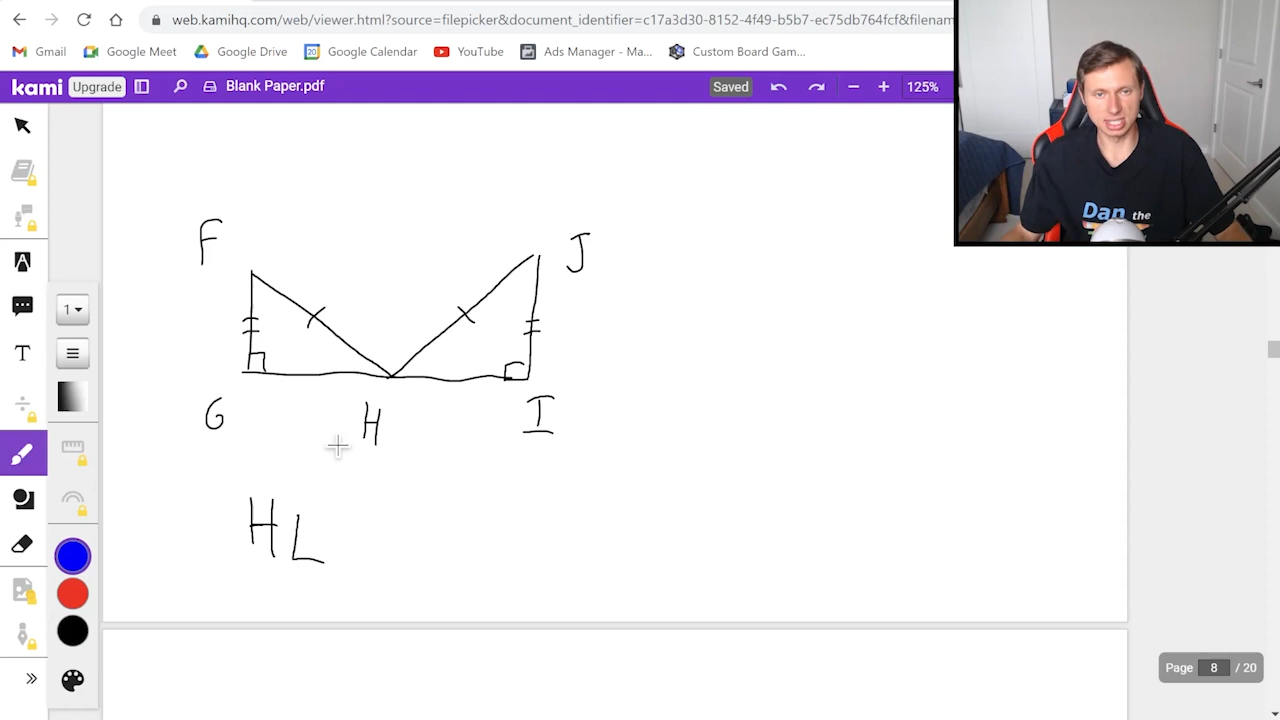 web.kamihq.com/web/viewer.html?source=filepicker&document_identifier=c17a3d30-8152-4f49-b5b7-ec75db764fcf&filenam
Gmail Google Meet Google Drive 20 Google Calendar YouTube Ads Manager - Ma... Custom Board Gam...
kami Upgrade Blank Paper.pdf Saved 125%
Dan the
A
T
1
F
J
G
H
I
HL
Page 8 / 20